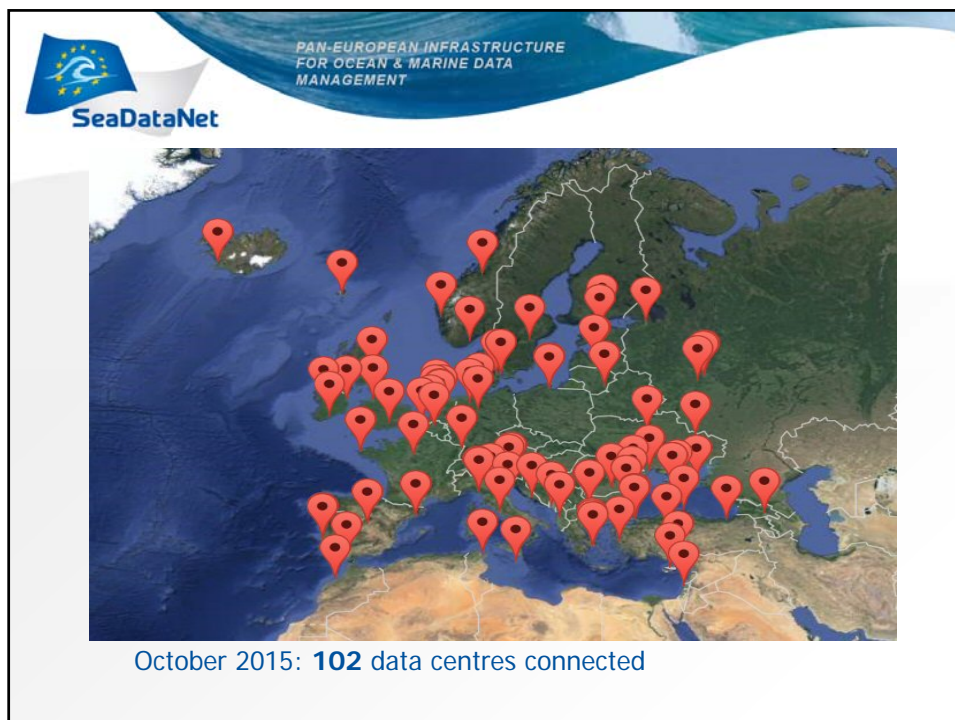 PAN-EUROPEAN INFRASTRUCTURE
FOR OCEAN & MARINE DATA
MANAGEMENT
SeaDataNet
October 2015: 102 data centres connected